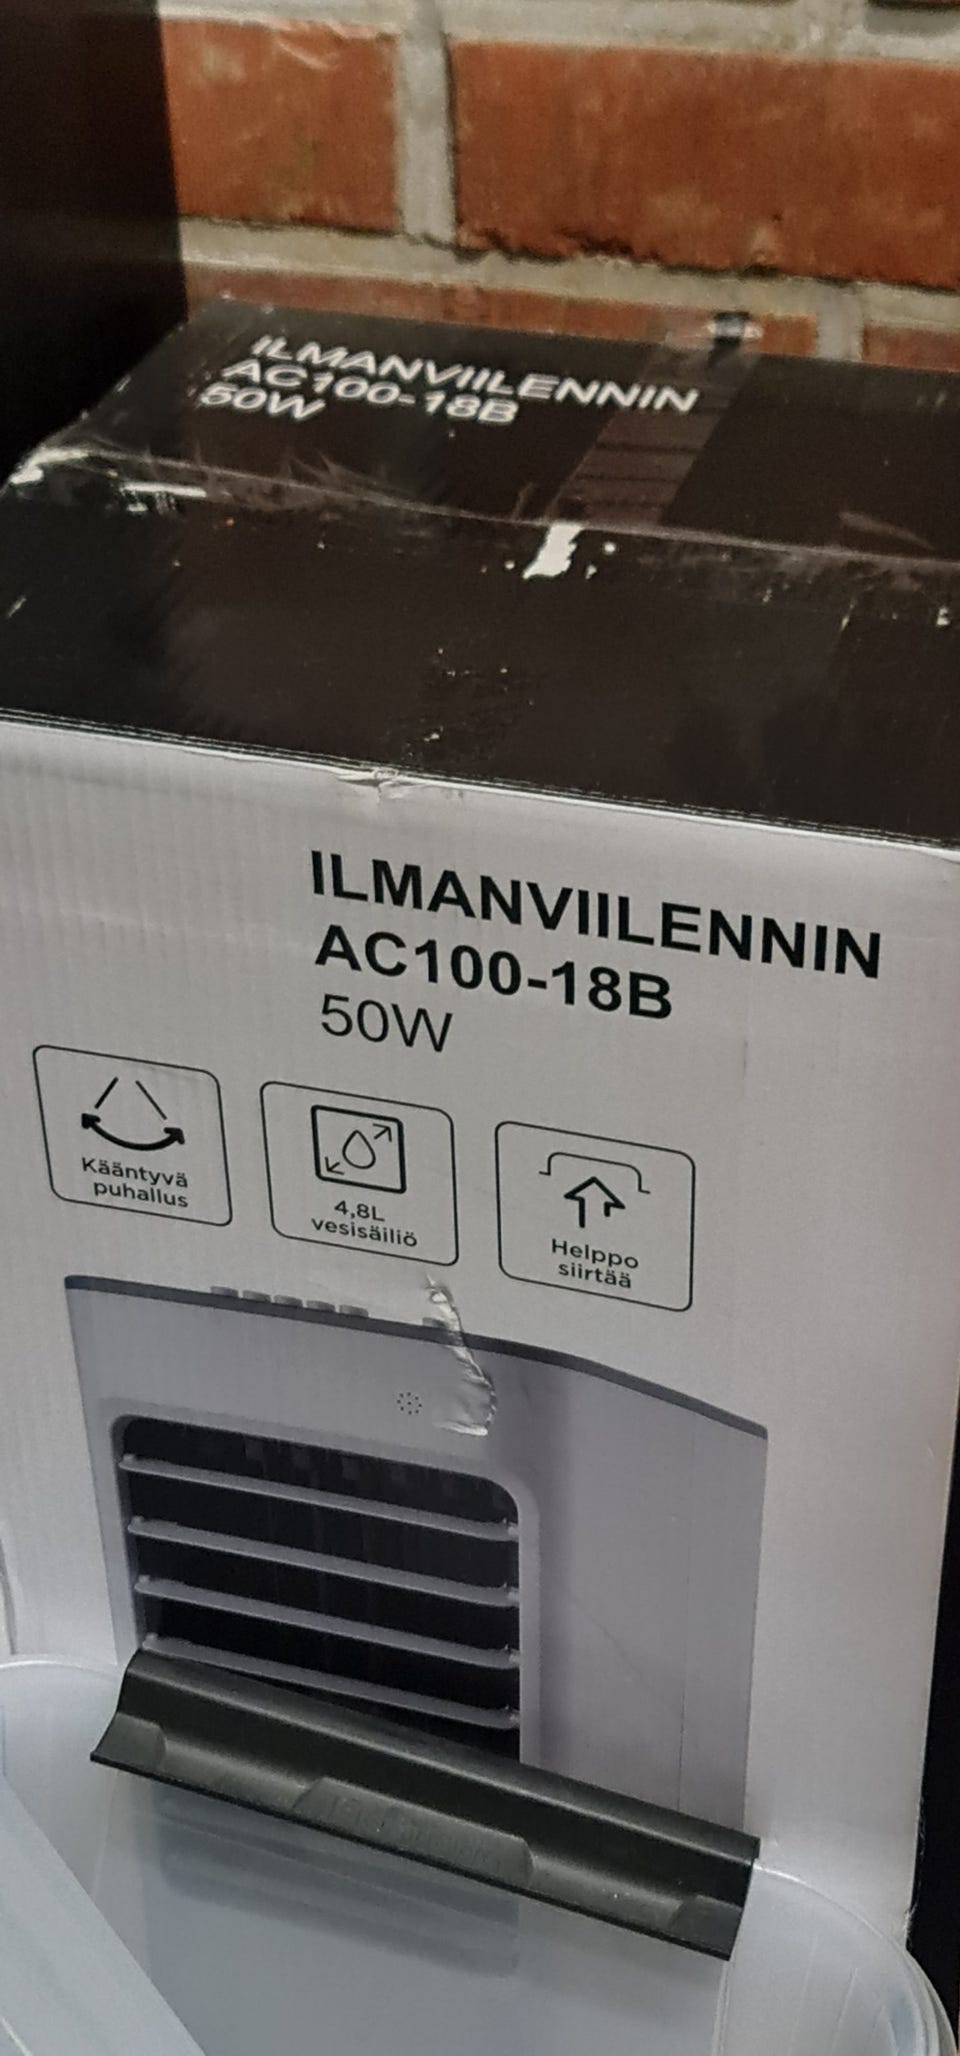 ILMANVIILENNIN
AC100-18B
50W
ILMANVIILENNIN
AC100-18B
50W
Kääntyvä
puhallus
4,8L
vesisäiliö
Helppo
siirtää